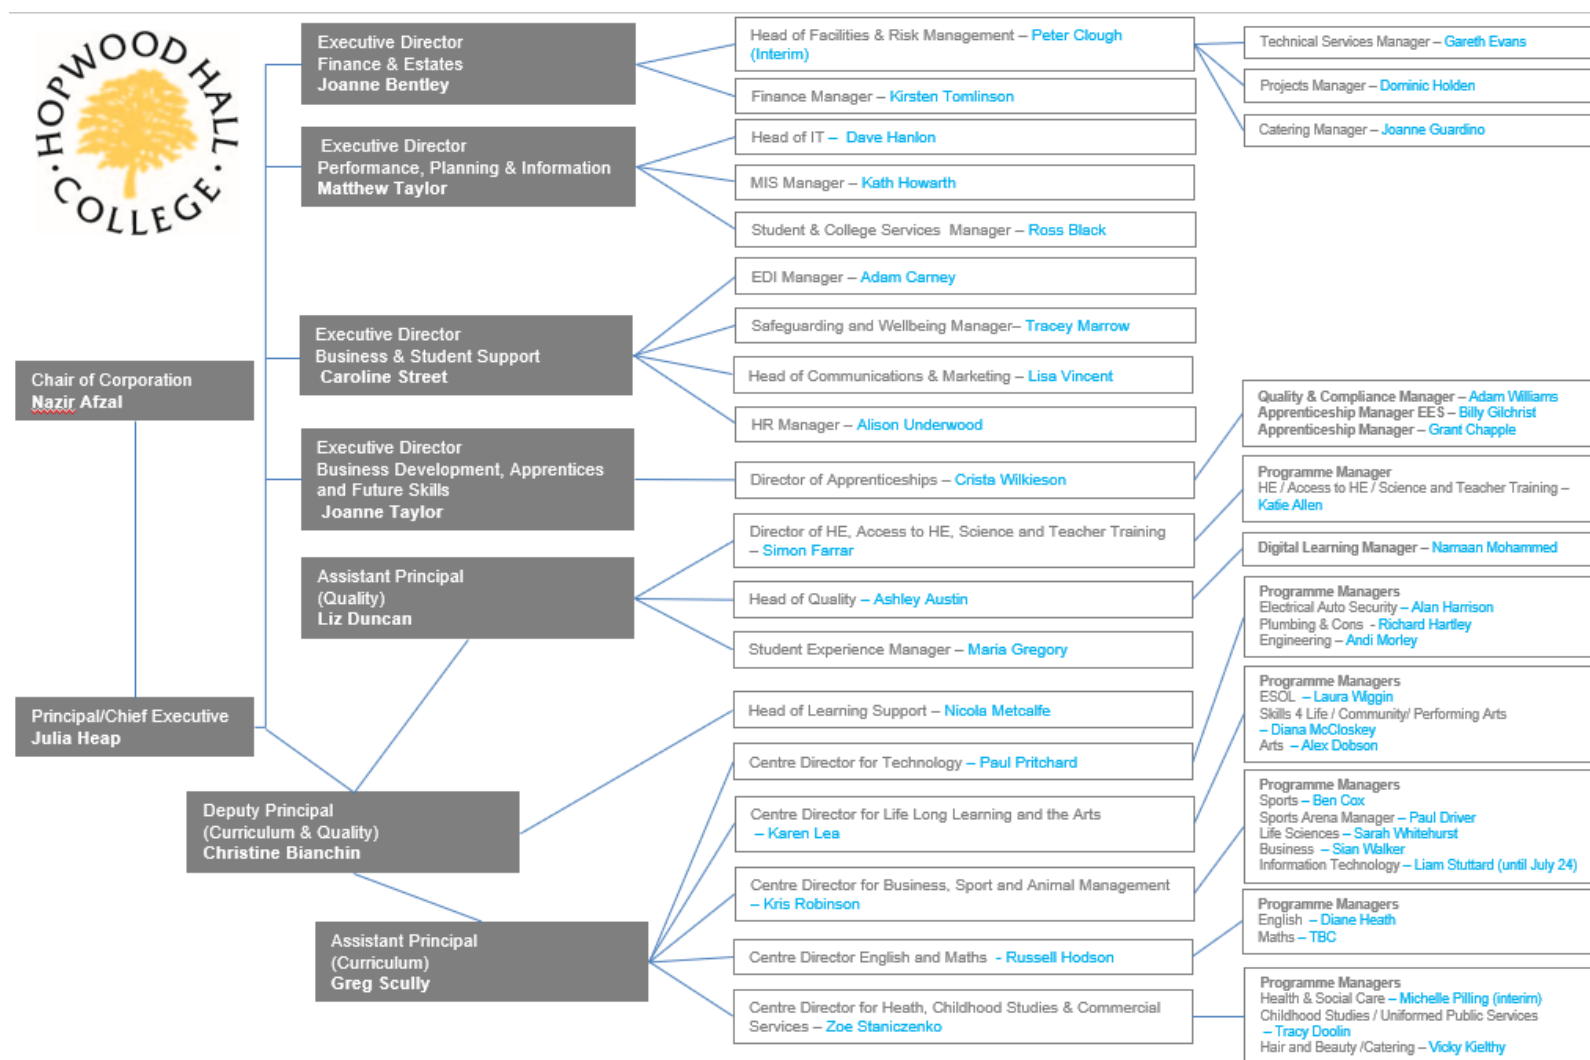 HOPWOOD HALL
· COLLEGE ·
Chair of Corporation
Nazir Afzal
Principal/Chief Executive
Julia Heap
Executive Director
Finance & Estates
Joanne Bentley
Executive Director
Performance, Planning & Information
Matthew Taylor
Executive Director
Business & Student Support
Caroline Street
Executive Director
Business Development, Apprentices
and Future Skills
Joanne Taylor
Assistant Principal
(Quality)
Liz Duncan
Deputy Principal
(Curriculum & Quality)
Christine Bianchin
Assistant Principal
(Curriculum)
Greg Scully
Head of Facilities & Risk Management – Peter Clough
(Interim)
Finance Manager – Kirsten Tomlinson
Head of IT – Dave Hanlon
MIS Manager – Kath Howarth
Student & College Services Manager – Ross Black
EDI Manager – Adam Carney
Safeguarding and Wellbeing Manager– Tracey Marrow
Head of Communications & Marketing – Lisa Vincent
HR Manager – Alison Underwood
Director of Apprenticeships – Crista Wilkieson
Director of HE, Access to HE, Science and Teacher Training
– Simon Farrar
Head of Quality – Ashley Austin
Student Experience Manager – Maria Gregory
Head of Learning Support – Nicola Metcalfe
Centre Director for Technology – Paul Pritchard
Centre Director for Life Long Learning and the Arts
– Karen Lea
Centre Director for Business, Sport and Animal Management
– Kris Robinson
Centre Director English and Maths - Russell Hodson
Centre Director for Heath, Childhood Studies & Commercial
Services – Zoe Staniczenko
Technical Services Manager – Gareth Evans
Projects Manager – Dominic Holden
Catering Manager – Joanne Guardino
Quality & Compliance Manager – Adam Williams
Apprenticeship Manager EES – Billy Gilchrist
Apprenticeship Manager – Grant Chapple
Programme Manager
HE / Access to HE / Science and Teacher Training –
Katie Allen
Digital Learning Manager – Namaan Mohammed
Programme Managers
Electrical Auto Security – Alan Harrison
Plumbing & Cons - Richard Hartley
Engineering – Andi Morley
Programme Managers
ESOL – Laura Wiggin
Skills 4 Life / Community/ Performing Arts
– Diana McCloskey
Arts – Alex Dobson
Programme Managers
Sports – Ben Cox
Sports Arena Manager – Paul Driver
Life Sciences – Sarah Whitehurst
Business – Sian Walker
Information Technology – Liam Stuttard (until July 24)
Programme Managers
English – Diane Heath
Maths – TBC
Programme Managers
Health & Social Care – Michelle Pilling (interim)
Childhood Studies / Uniformed Public Services
– Tracy Doolin
Hair and Beauty /Catering – Vicky Kielthy